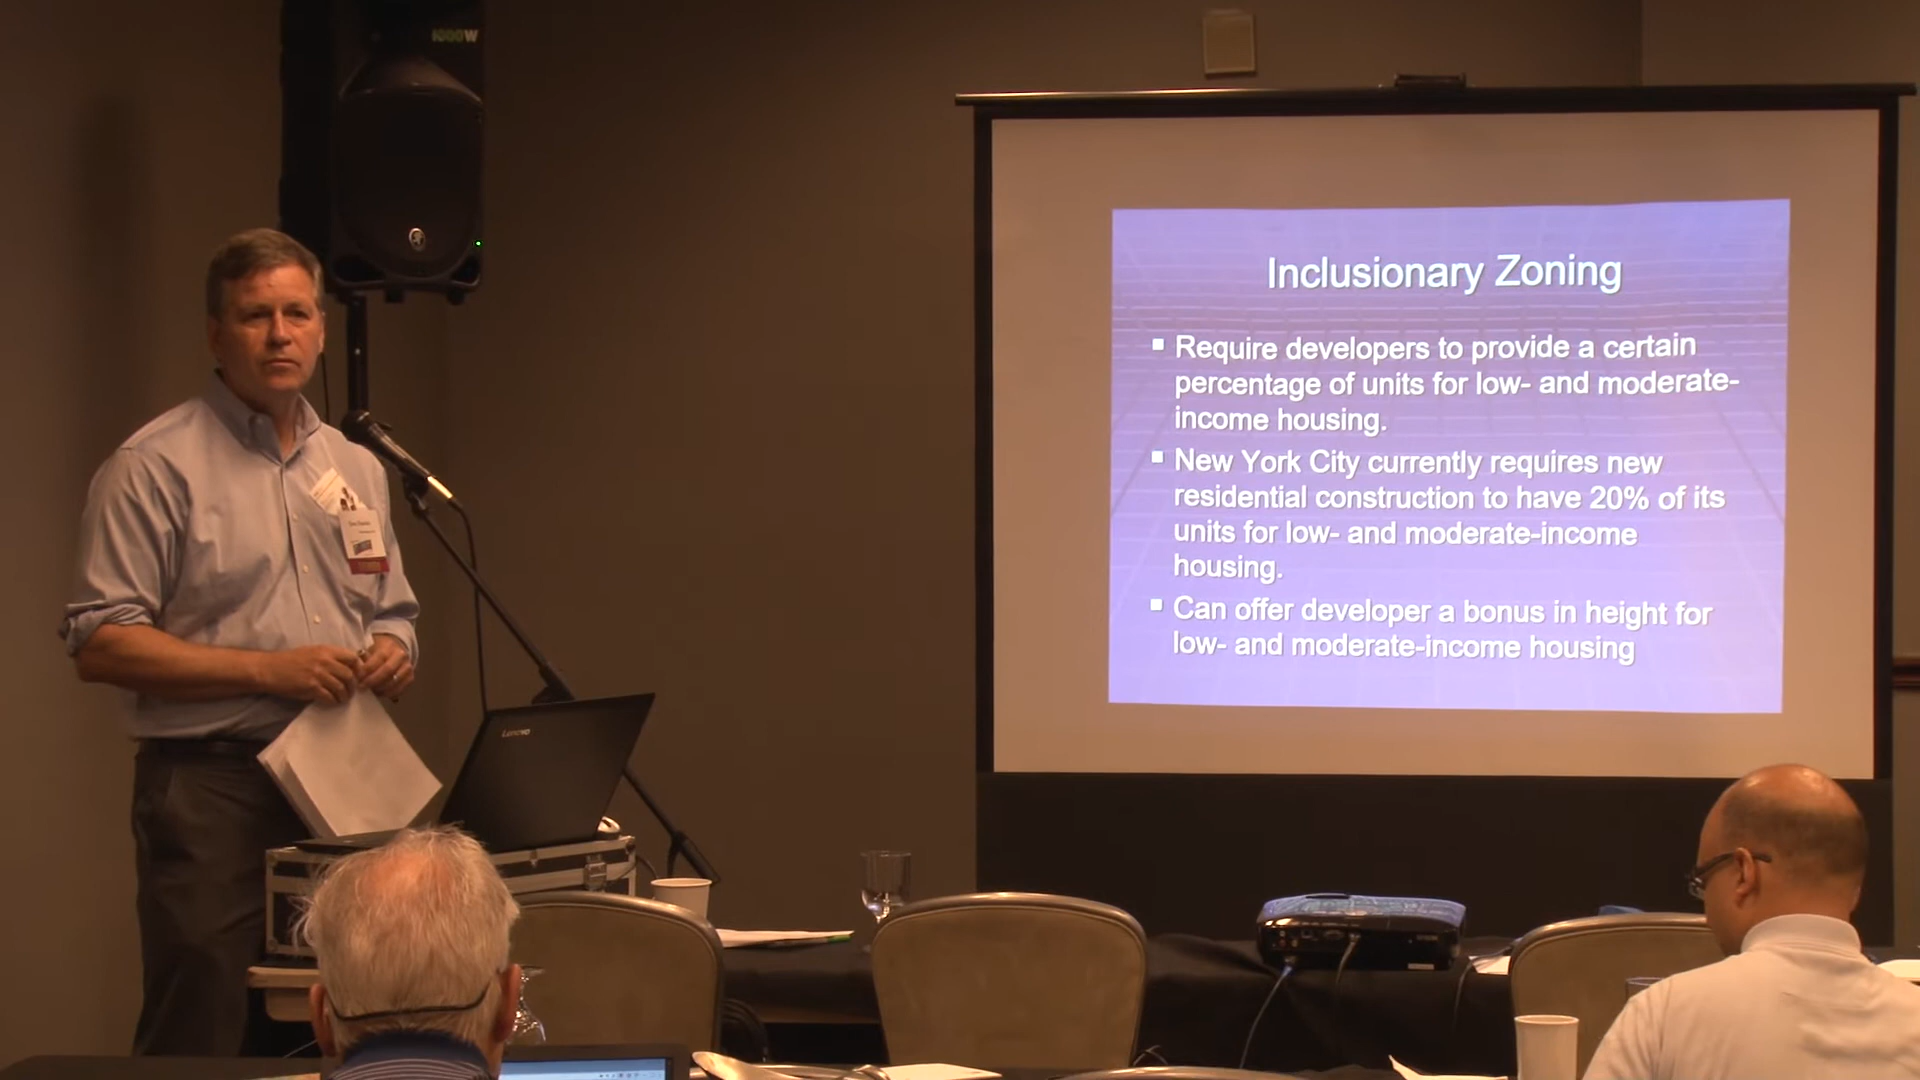 1000W
Inclusionary Zoning
▪ Require developers to provide a certain
percentage of units for low- and moderate-
income housing.
▪ New York City currently requires new
residential construction to have 20% of its
units for low- and moderate-income
housing.
▪ Can offer developer a bonus in height for
low- and moderate-income housing
Lenovo